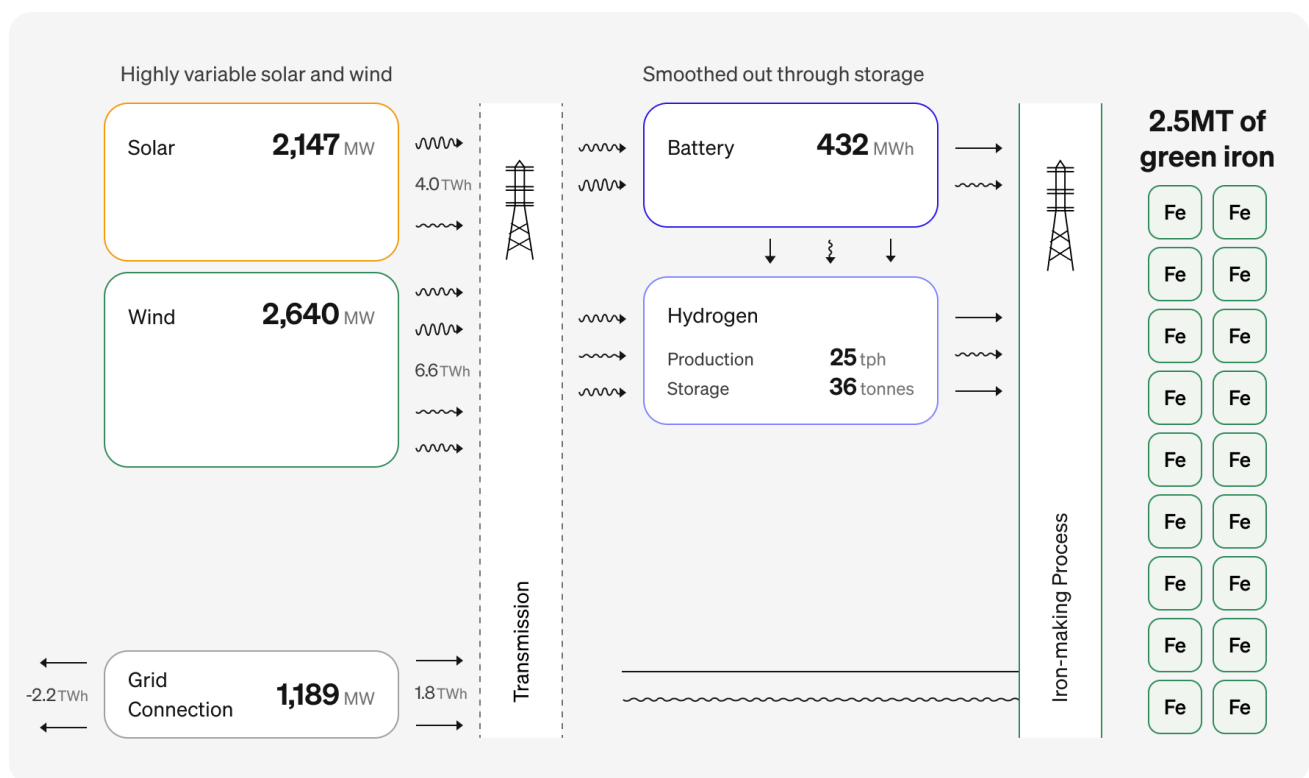 Highly variable solar and wind
Smoothed out through storage
Solar 2,147 MW
4.0 TWh
Wind 2,640 MW
6.6 TWh
Grid
Connection 1,189 MW
-2.2 TWh
1.8 TWh
Transmission
Battery 432 MWh
Hydrogen
Production 25 tph
Storage 36 tonnes
Iron-making Process
2.5MT of
green iron
Fe Fe
Fe Fe
Fe Fe
Fe Fe
Fe Fe
Fe Fe
Fe Fe
Fe Fe
Fe Fe